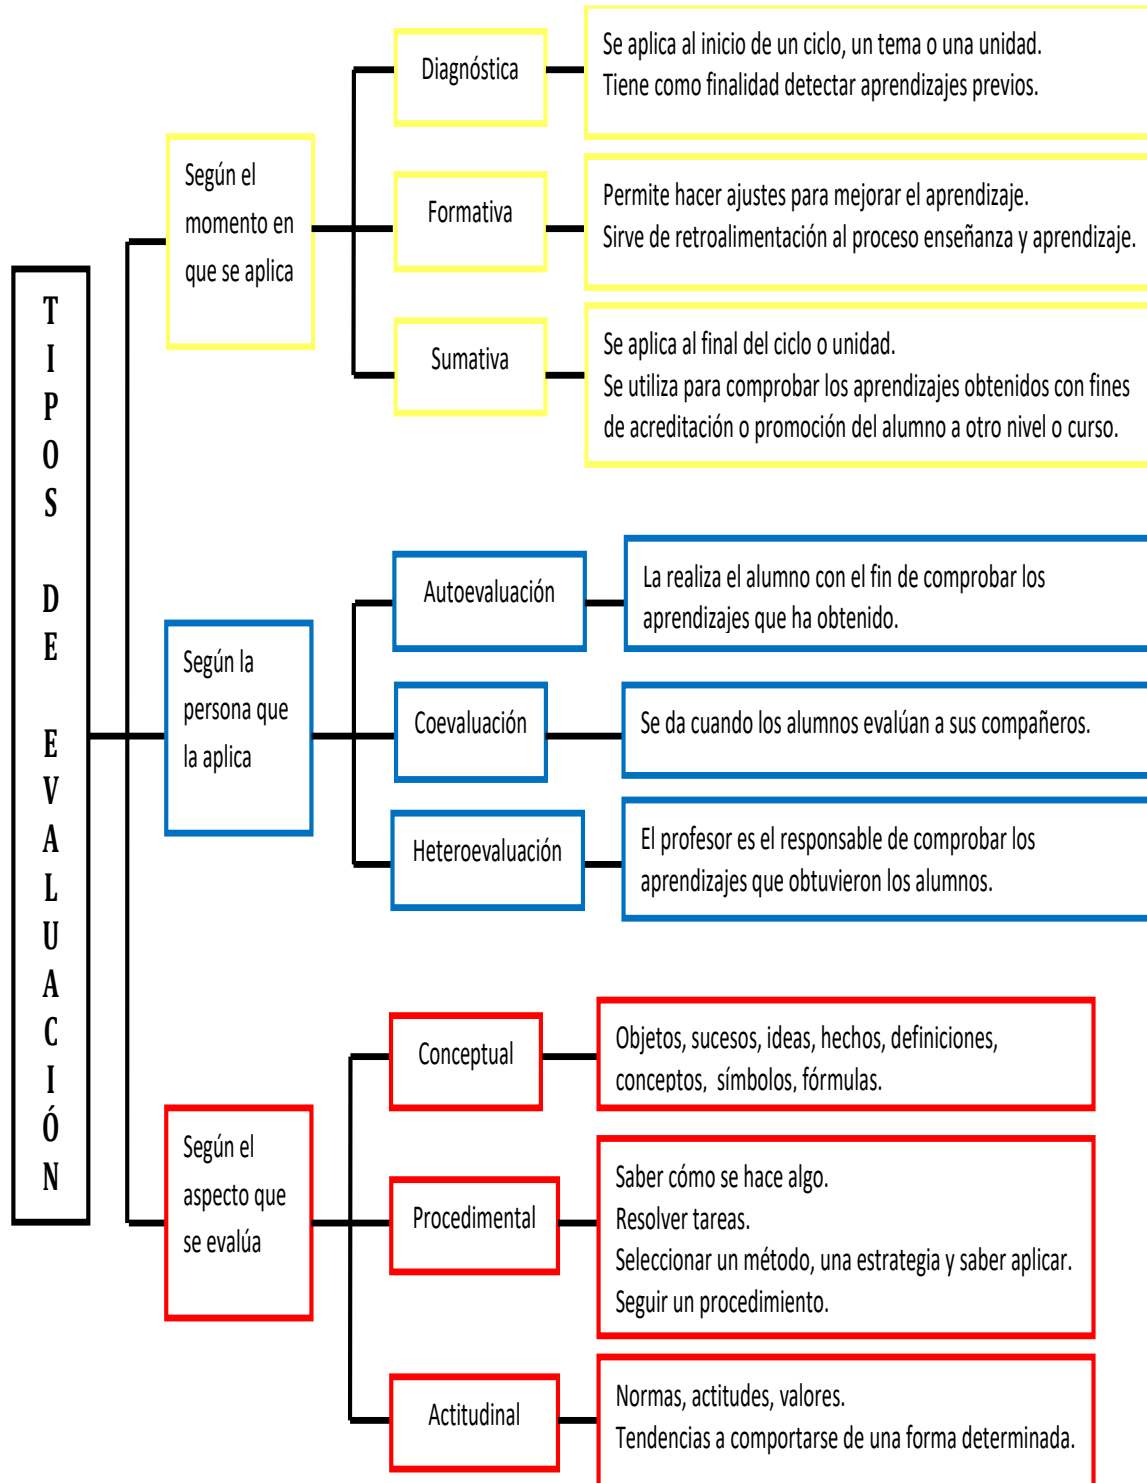 TIPOS DE EVALUACIÓN
Según el
momento en
que se aplica
Diagnóstica
Se aplica al inicio de un ciclo, un tema o una unidad.
Tiene como finalidad detectar aprendizajes previos.
Formativa
Permite hacer ajustes para mejorar el aprendizaje.
Sirve de retroalimentación al proceso enseñanza y aprendizaje.
Sumativa
Se aplica al final del ciclo o unidad.
Se utiliza para comprobar los aprendizajes obtenidos con fines
de acreditación o promoción del alumno a otro nivel o curso.
Según la
persona que
la aplica
Autoevaluación
La realiza el alumno con el fin de comprobar los
aprendizajes que ha obtenido.
Coevaluación
Se da cuando los alumnos evalúan a sus compañeros.
Heteroevaluación
El profesor es el responsable de comprobar los
aprendizajes que obtuvieron los alumnos.
Según el
aspecto que
se evalúa
Conceptual
Objetos, sucesos, ideas, hechos, definiciones,
conceptos, símbolos, fórmulas.
Procedimental
Saber cómo se hace algo.
Resolver tareas.
Seleccionar un método, una estrategia y saber aplicar.
Seguir un procedimiento.
Actitudinal
Normas, actitudes, valores.
Tendencias a comportarse de una forma determinada.